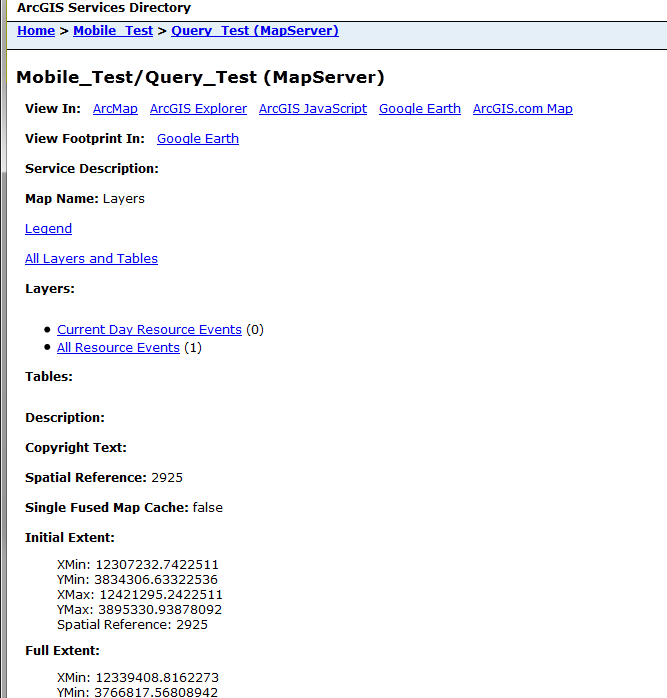 ArcGIS Services Directory
Home > Mobile_Test > Query_Test (MapServer)
Mobile_Test/Query_Test (MapServer)
View In: ArcMap ArcGIS Explorer ArcGIS JavaScript Google Earth ArcGIS.com Map
View Footprint In: Google Earth
Service Description:
Map Name: Layers
Legend
All Layers and Tables
Layers:
• Current Day Resource Events (0)
• All Resource Events (1)
Tables:
Description:
Copyright Text:
Spatial Reference: 2925
Single Fused Map Cache: false
Initial Extent:
XMin: 12307232.7422511
YMin: 3834306.63322536
XMax: 12421295.2422511
YMax: 3895330.93878092
Spatial Reference: 2925
Full Extent:
XMin: 12339408.8162273
YMin: 3766817.56808942